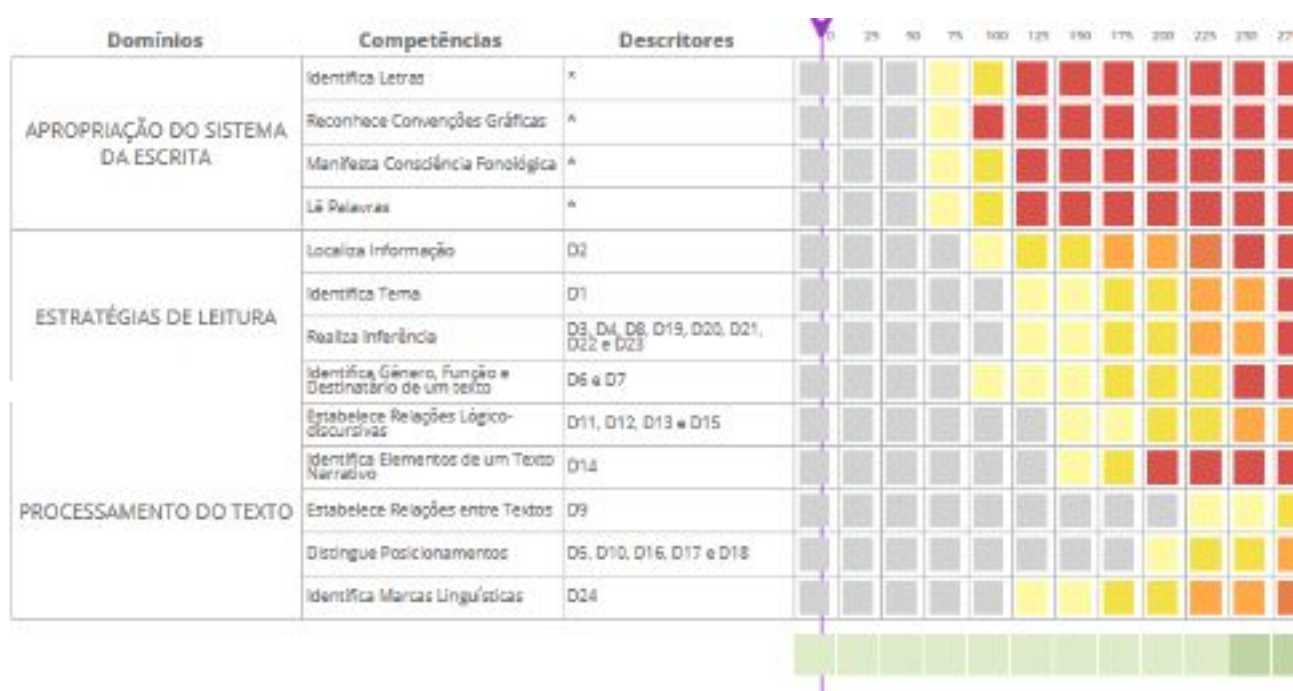 Domínios Competências Descritores 0 25 50 75 100 125 150 175 200 225 250
APROPRIAÇÃO DO SISTEMA
DA ESCRITA
Identifica Letras *
Reconhece Convenções Gráficas *
Manifesta Consciência Fonológica *
Lê Palavras *
ESTRATÉGIAS DE LEITURA
Localiza Informação D2
Identifica Tema D1
Realiza Inferência D3, D4, D8, D19, D20, D21,
D22 e D23
Identifica Gênero, Função e
Destinatário de um texto D6 e D7
PROCESSAMENTO DO TEXTO
Estabelece Relações Lógico-
discursivas D11, D12, D13 e D15
Identifica Elementos de um Texto
Narrativo D14
Estabelece Relações entre Textos D9
Distingue Posicionamentos D5, D10, D16, D17 e D18
Identifica Marcas Linguísticas D24